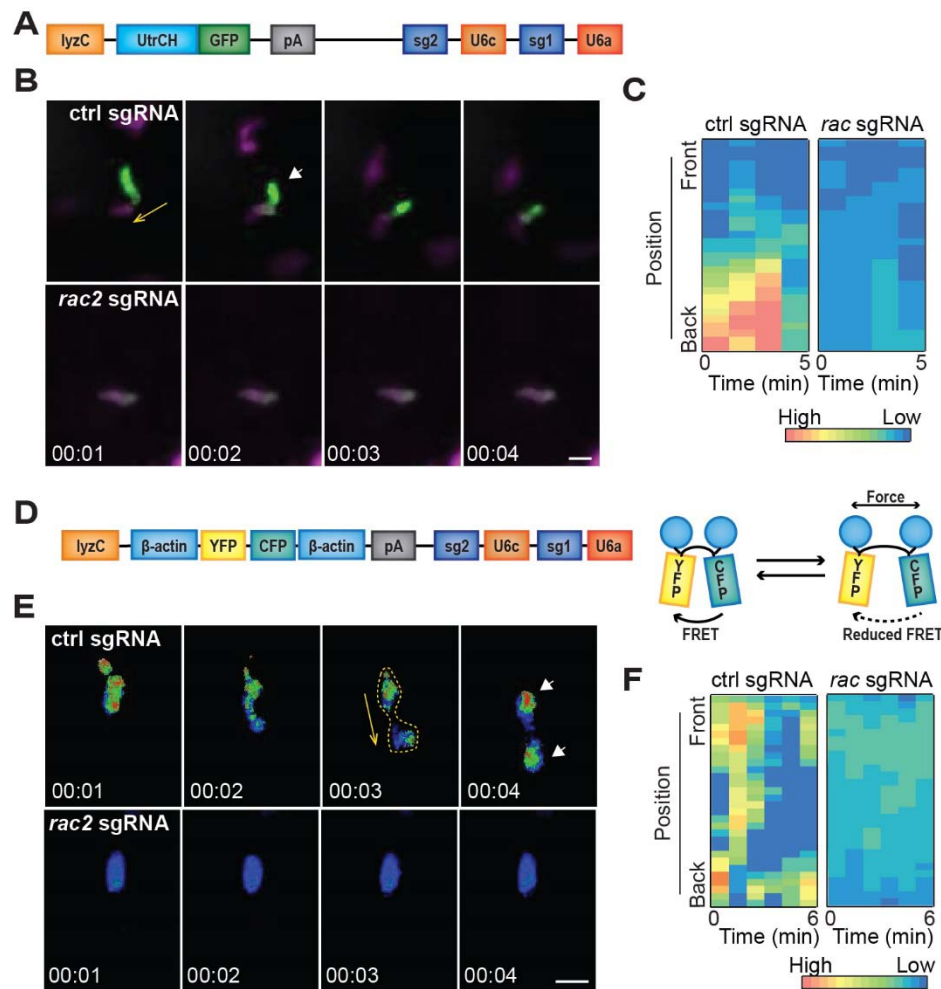 A
lyzC UtrCH GFP pA sg2 U6c sg1 U6a
B
ctrl sgRNA
rac2 sgRNA
00:01 00:02 00:03 00:04
C
ctrl sgRNA rac sgRNA
Front
Position
Back
0 5 0 5
Time (min) Time (min)
High Low
D
lyzC β-actin YFP CFP β-actin pA sg2 U6c sg1 U6a
Force
YFP CFP YFP CFP
FRET Reduced FRET
E
ctrl sgRNA
00:01 00:02 00:03 00:04
rac2 sgRNA
00:01 00:02 00:03 00:04
F
ctrl sgRNA rac sgRNA
Front
Position
Back
0 6 0 6
Time (min) Time (min)
High Low